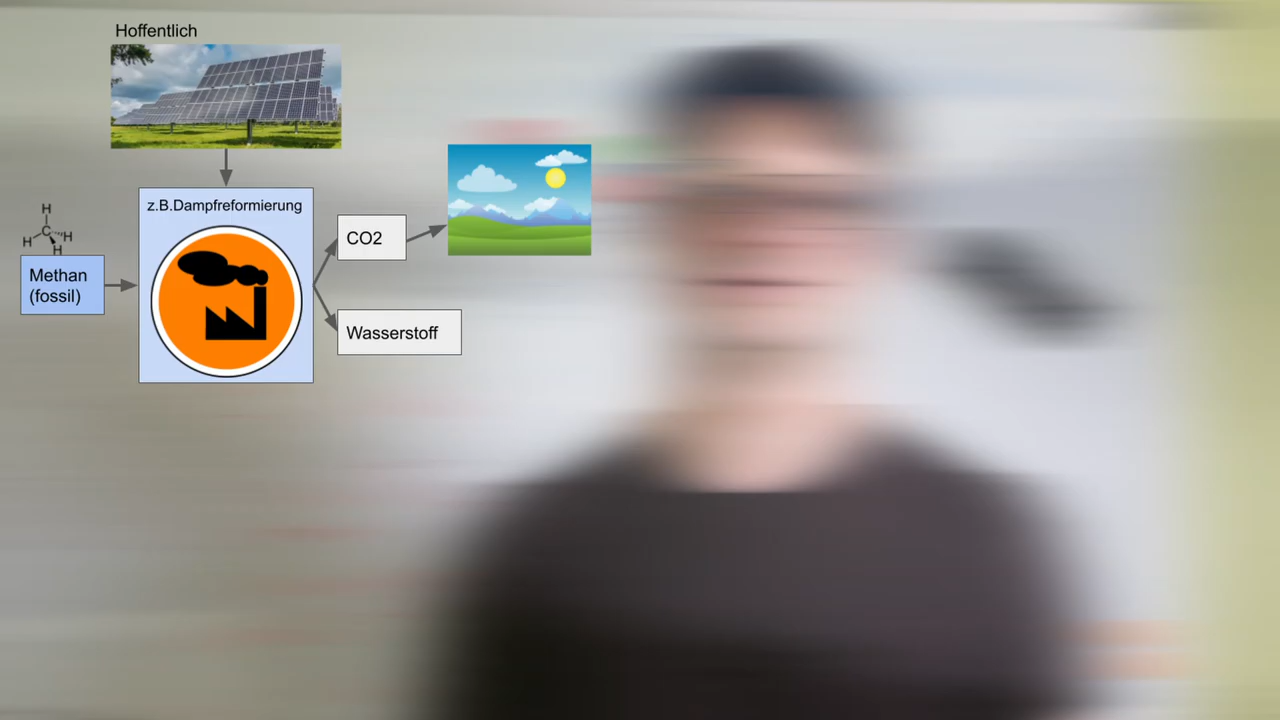 Hoffentlich
z.B.Dampfreformierung
H
H
H
C
H
Methan
(fossil)
CO2
Wasserstoff